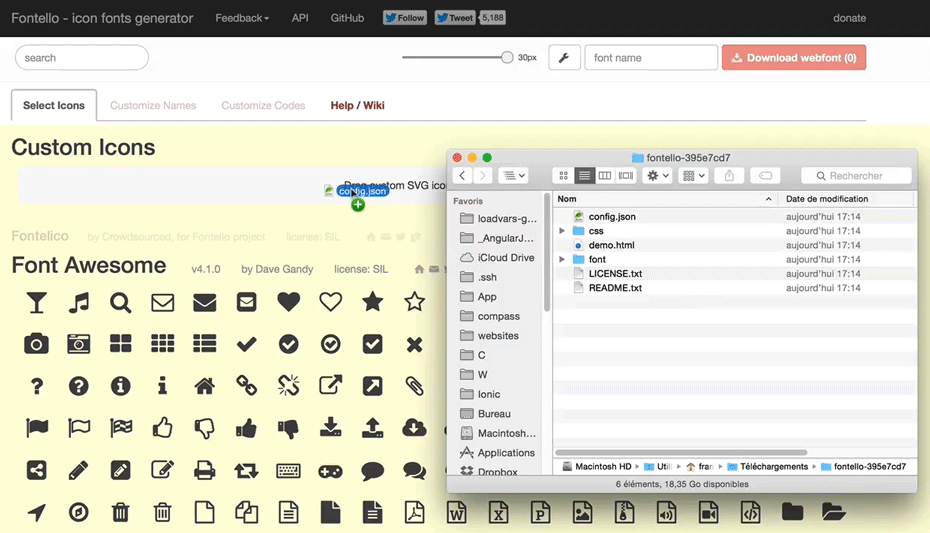 Fontello - icon fonts generator Feedback API GitHub Follow Tweet 5,188 donate
search 30px font name Download webfont (0)
Select Icons Customize Names Customize Codes Help / Wiki
Custom Icons
Drag custom SVG
config.json
Fontelico by Crowdsourced, for Fontello project license: SIL
Font Awesome v4.1.0 by Dave Gandy license: SIL
fontello-395e7cd7
Rechercher
Favoris
loadvars-g...
_AngularJ...
iCloud Drive
.ssh
App
compass
websites
C
W
Ionic
Bureau
Macintosh...
Applications
Dropbox
Nom Date de modification
config.json aujourd'hui 17:14
css aujourd'hui 17:14
demo.html aujourd'hui 17:14
font aujourd'hui 17:14
LICENSE.txt aujourd'hui 17:14
README.txt aujourd'hui 17:14
Macintosh HD Util fran Téléchargements fontello-395e7cd7
6 éléments, 18,35 Go disponibles